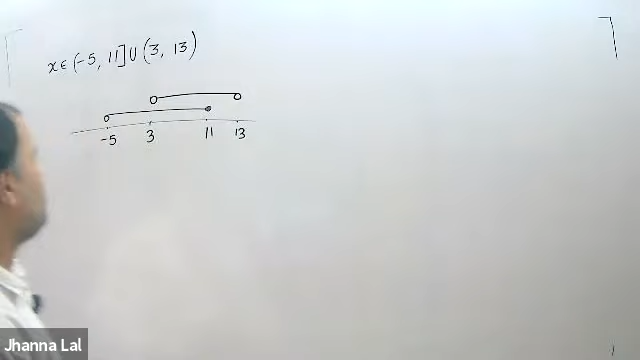 x ∈ (-5, 11] ∪ (3, 13)
-5 3 11 13
Jhanna Lal